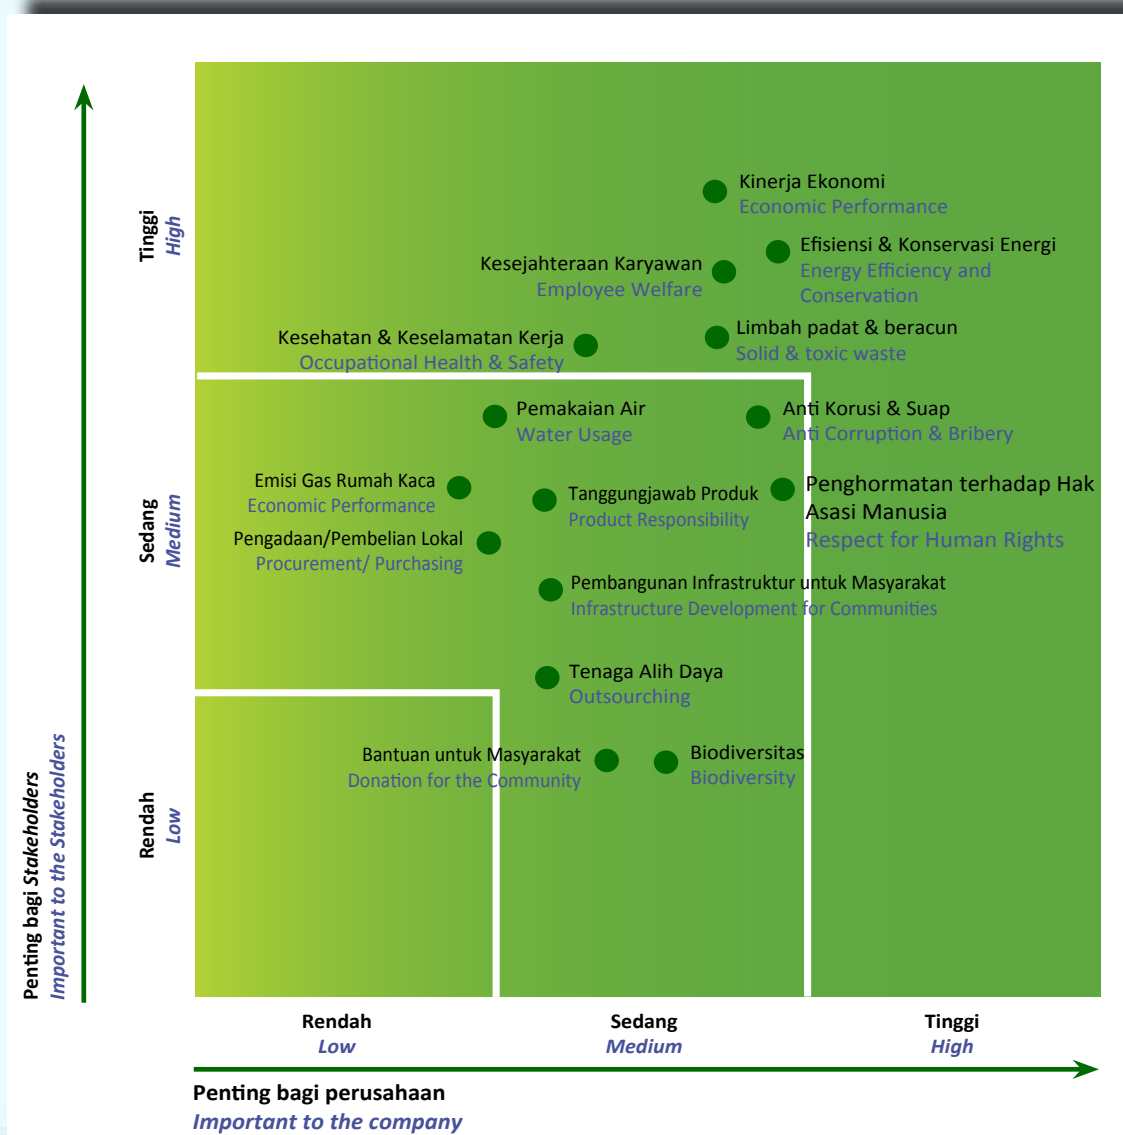 Kinerja Ekonomi
Economic Performance
Efisiensi & Konservasi Energi
Energy Efficiency and
Conservation
Kesejahteraan Karyawan
Employee Welfare
Limbah padat & beracun
Solid & toxic waste
Kesehatan & Keselamatan Kerja
Occupational Health & Safety
Pemakaian Air
Water Usage
Anti Korusi & Suap
Anti Corruption & Bribery
Emisi Gas Rumah Kaca
Economic Performance
Tanggungjawab Produk
Product Responsibility
Penghormatan terhadap Hak
Asasi Manusia
Respect for Human Rights
Pengadaan/Pembelian Lokal
Procurement/ Purchasing
Pembangunan Infrastruktur untuk Masyarakat
Infrastructure Development for Communities
Tenaga Alih Daya
Outsourching
Bantuan untuk Masyarakat
Donation for the Community
Biodiversitas
Biodiversity
Tinggi
High
Sedang
Medium
Rendah
Low
Penting bagi Stakeholders
Important to the Stakeholders
Rendah
Low
Sedang
Medium
Tinggi
High
Penting bagi perusahaan
Important to the company